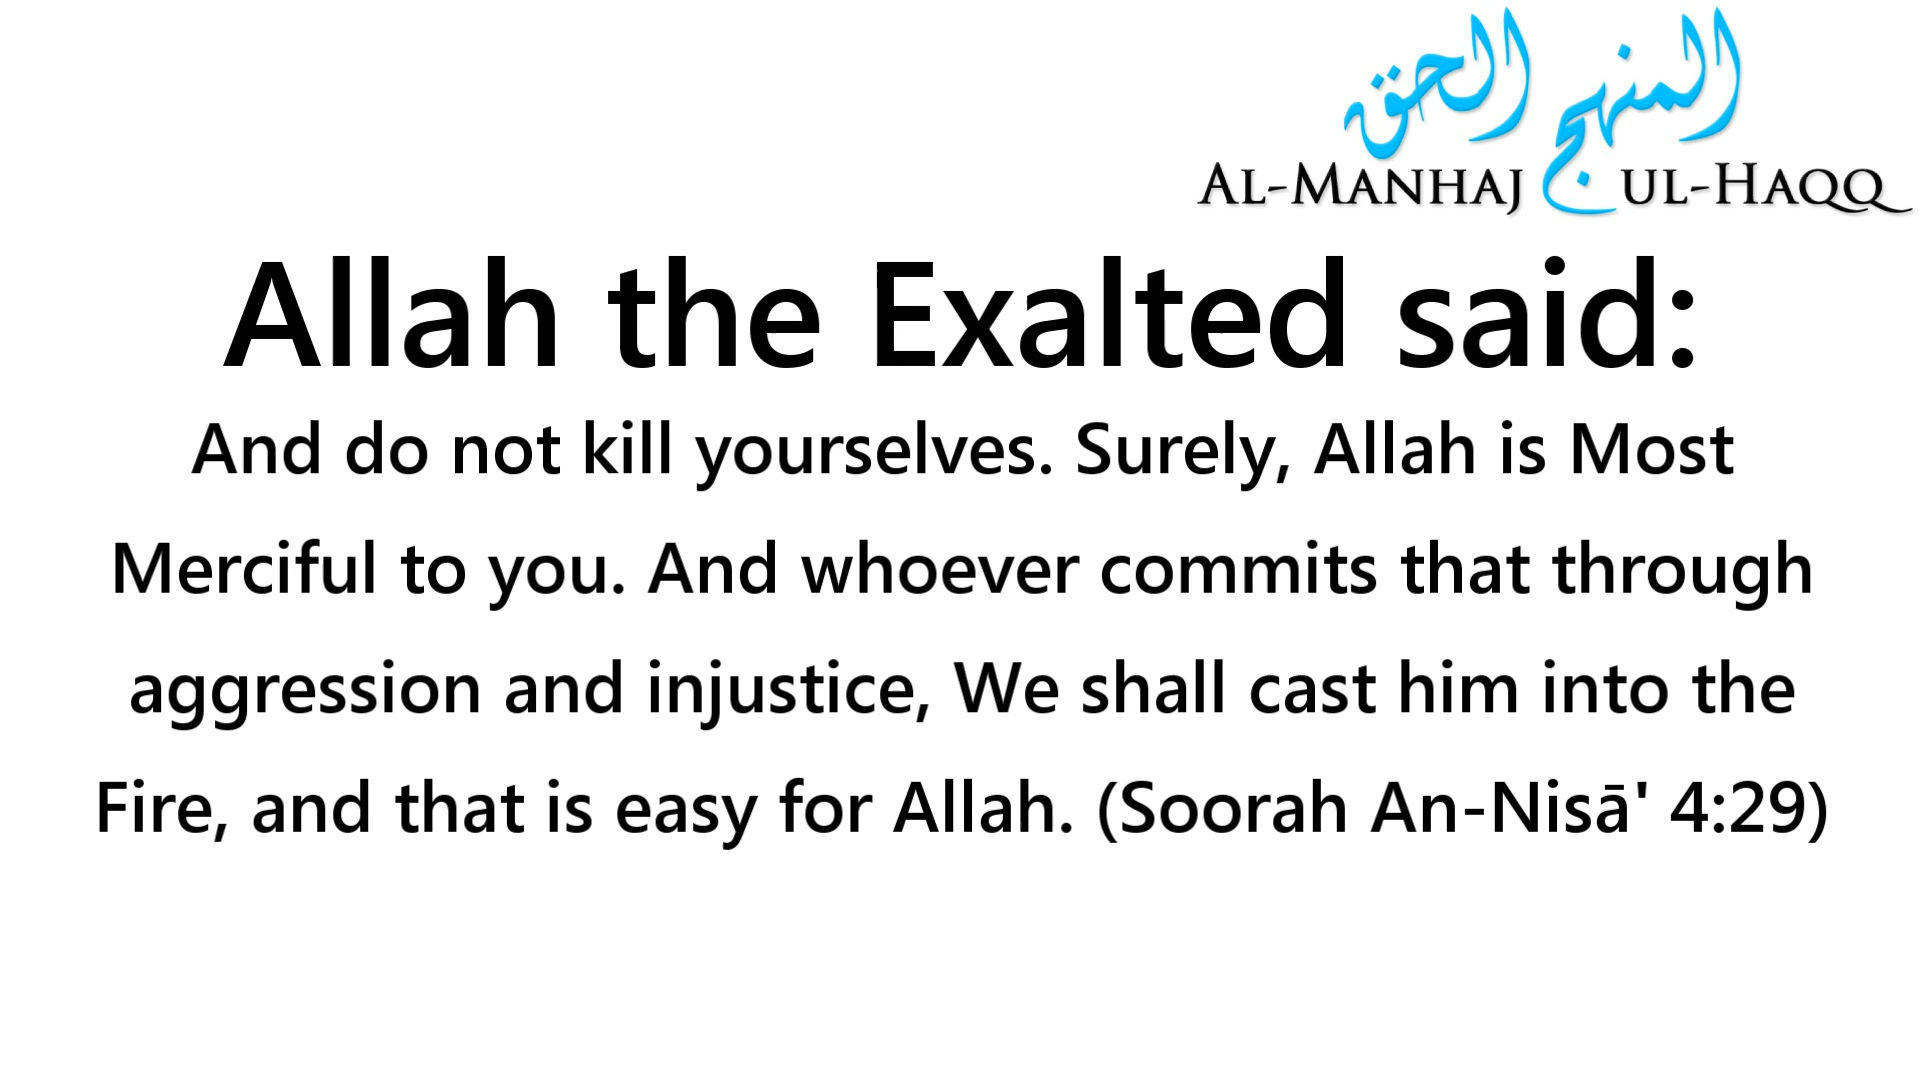 المنهج الحق
AL-MANHAJ UL-HAQQ
Allah the Exalted said:
And do not kill yourselves. Surely, Allah is Most
Merciful to you. And whoever commits that through
aggression and injustice, We shall cast him into the
Fire, and that is easy for Allah. (Soorah An-Nisā' 4:29)